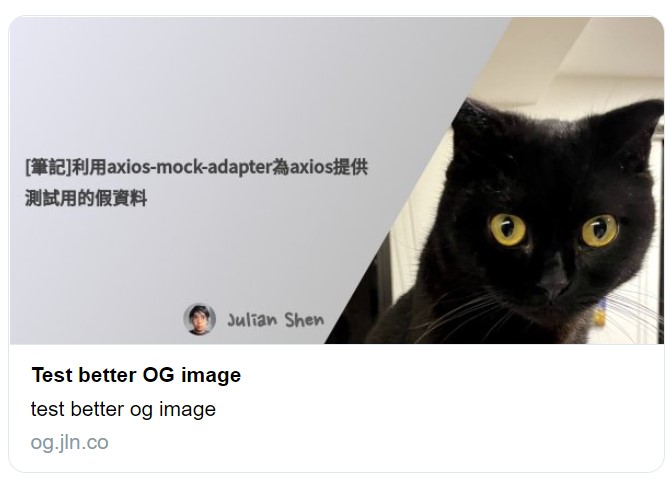 [筆記]利用axios-mock-adapter為axios提供
測試用的假資料
Julian Shen
Test better OG image
test better og image
og.jln.co